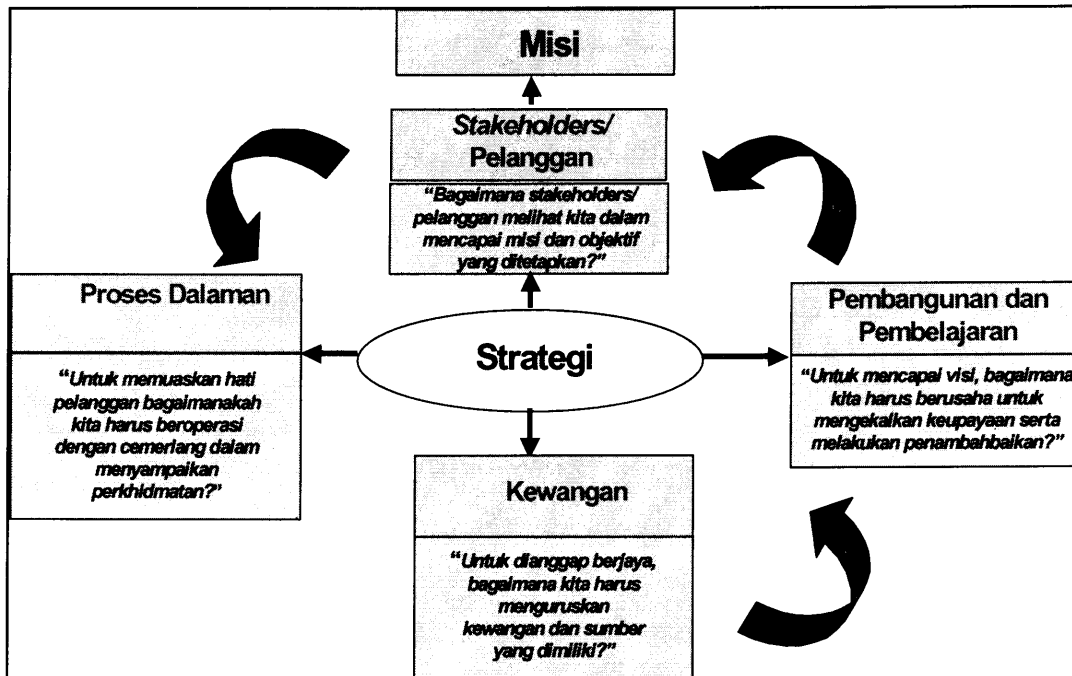 Misi
Stakeholders/
Pelanggan
“Bagaimana stakeholders/
pelanggan melihat kita dalam
mencapai misi dan objektif
yang ditetapkan?”
Proses Dalaman
“Untuk memuaskan hati
pelanggan bagaimanakah
kita harus beroperasi
dengan cemerlang dalam
menyampaikan
perkhidmatan?”
Strategi
Pembangunan dan
Pembelajaran
“Untuk mencapai visi, bagaimana
kita harus berusaha untuk
mengekalkan keupayaan serta
melakukan penambahbaikan?”
Kewangan
“Untuk dianggap berjaya,
bagaimana kita harus
menguruskan
kewangan dan sumber
yang dimiliki?”